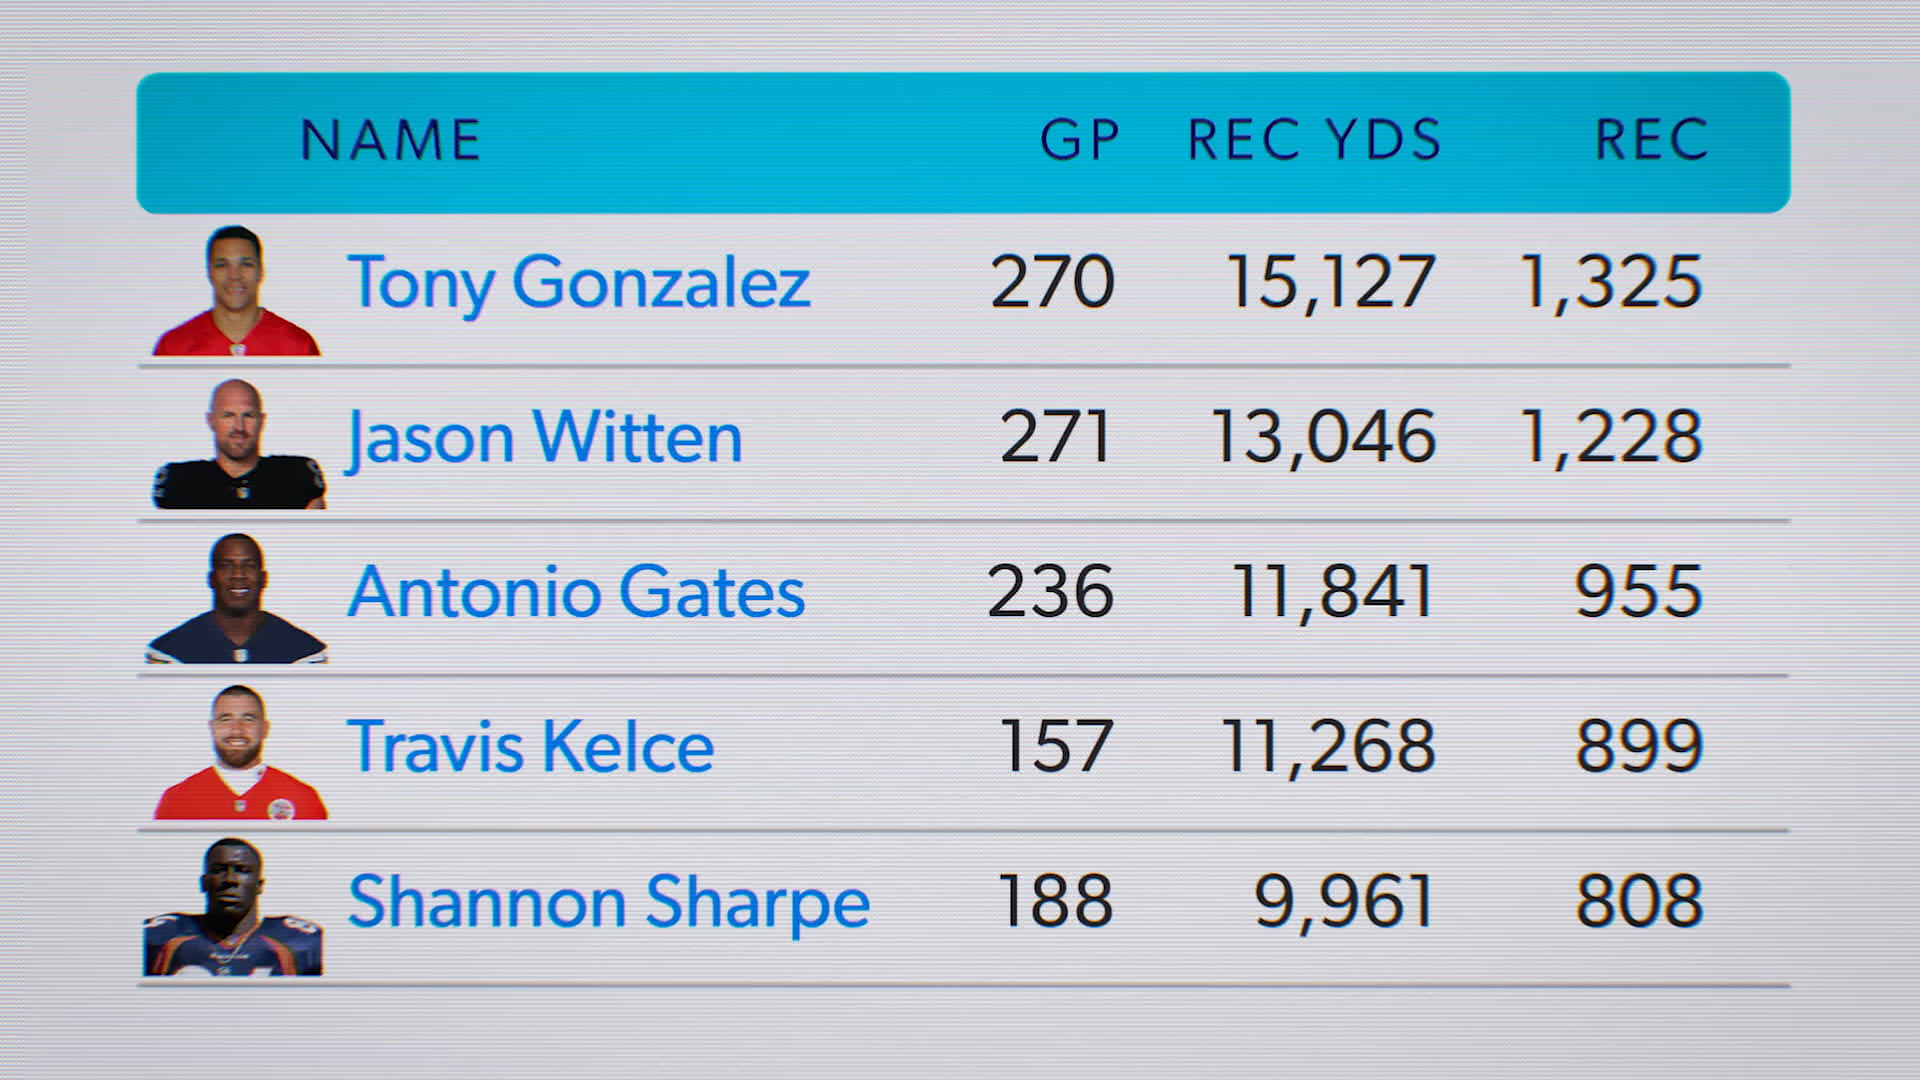 NAME GP REC YDS REC
Tony Gonzalez 270 15,127 1,325
Jason Witten 271 13,046 1,228
Antonio Gates 236 11,841 955
Travis Kelce 157 11,268 899
Shannon Sharpe 188 9,961 808